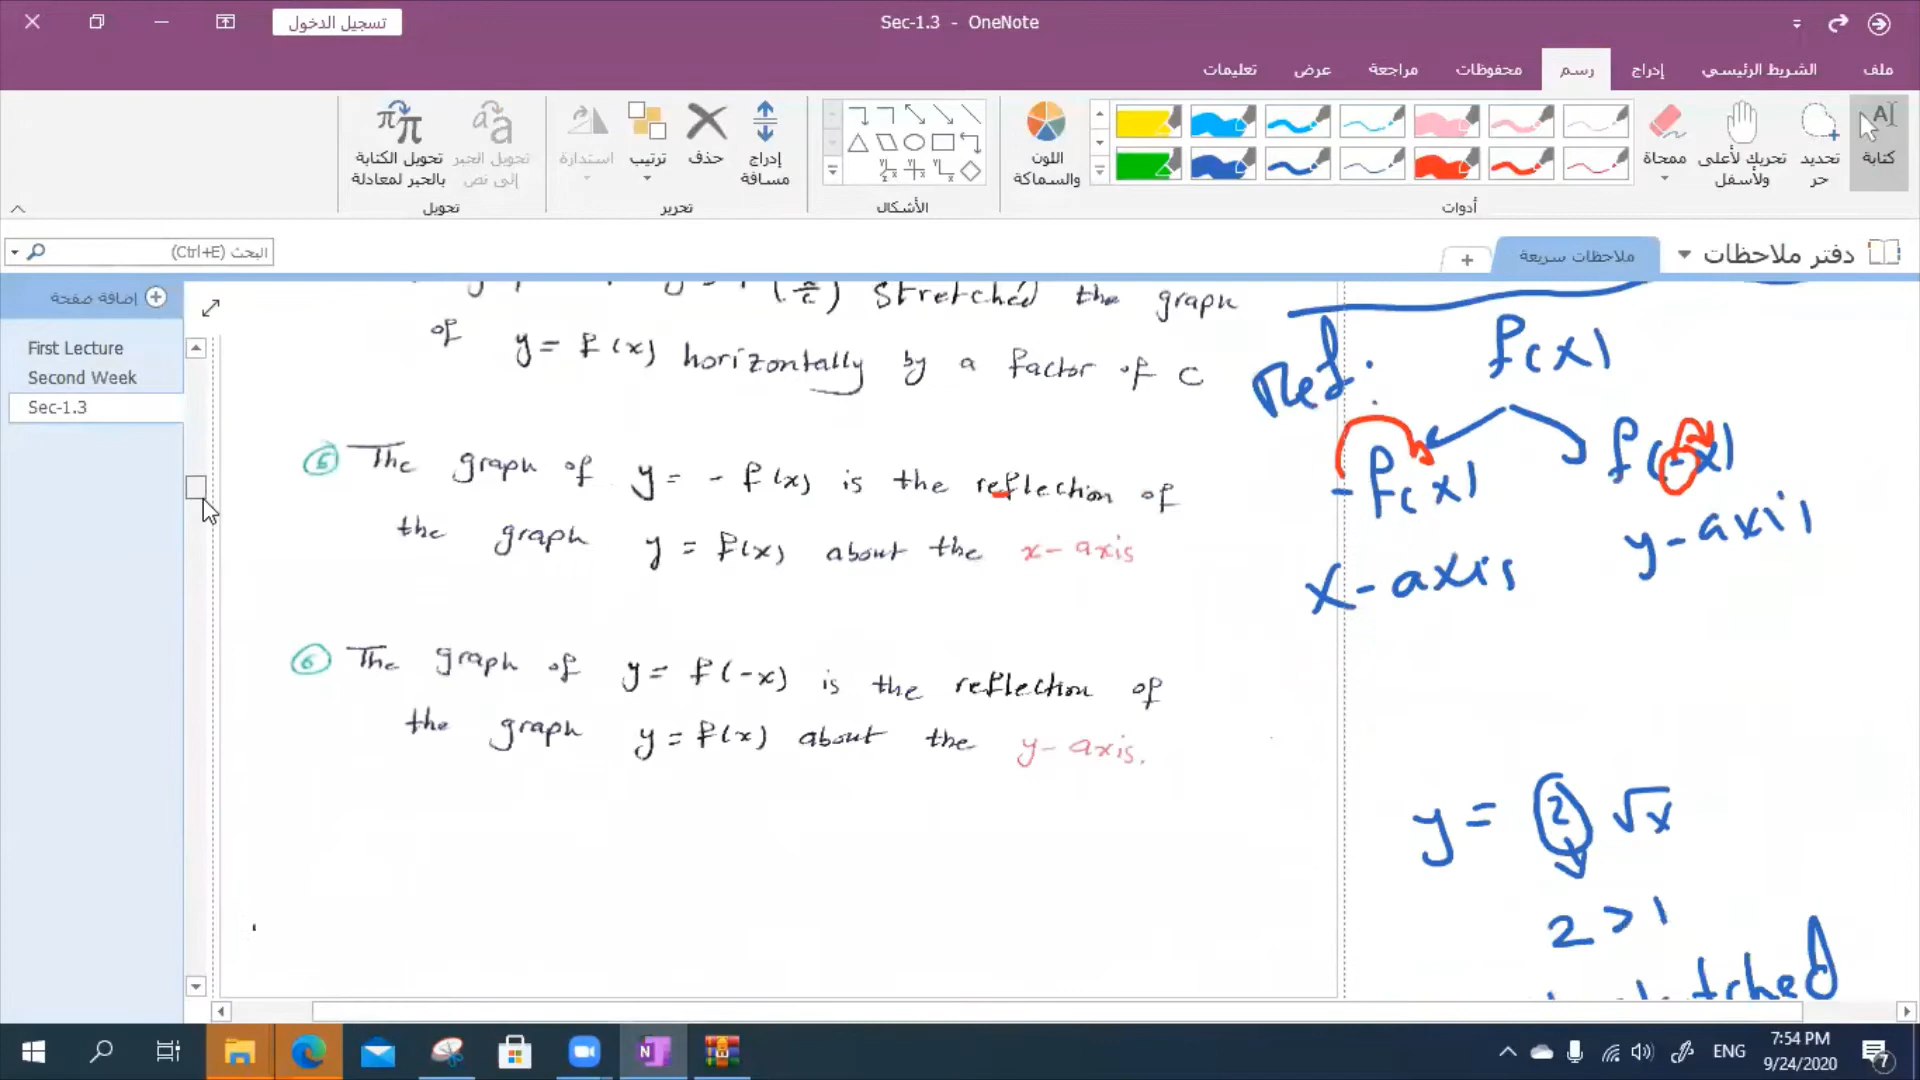 تسجيل الدخول
Sec-1.3 - OneNote
ملف
الشريط الرئيسي
إدراج
رسم
محفوظات
مراجعة
عرض
تعليمات
كتابة
تحديد حر
تحريك لأعلى ولأسفل
ممحاة
أدوات
اللون والسماكة
الأشكال
إدراج مسافة
حذف
ترتيب
استدارة
تحرير
تحويل الحبر إلى نص
تحويل الكتابة بالحبر لمعادلة
تحويل
دفتر ملاحظات
ملاحظات سريعة
+
البحث (Ctrl+E)
إضافة صفحة
First Lecture
Second Week
Sec-1.3
(x/c) Stretched the graph
of y = f(x) horizontally by a factor of C
⑤ The graph of y = - f(x) is the reflection of
the graph y = f(x) about the x-axis
⑥ The graph of y = f(-x) is the reflection of
the graph y = f(x) about the y-axis.
Ref:
f(x)
-f(x)
f(-x)
x-axis
y-axis
y = 2 √x
2 > 1
ENG
7:54 PM
9/24/2020
7